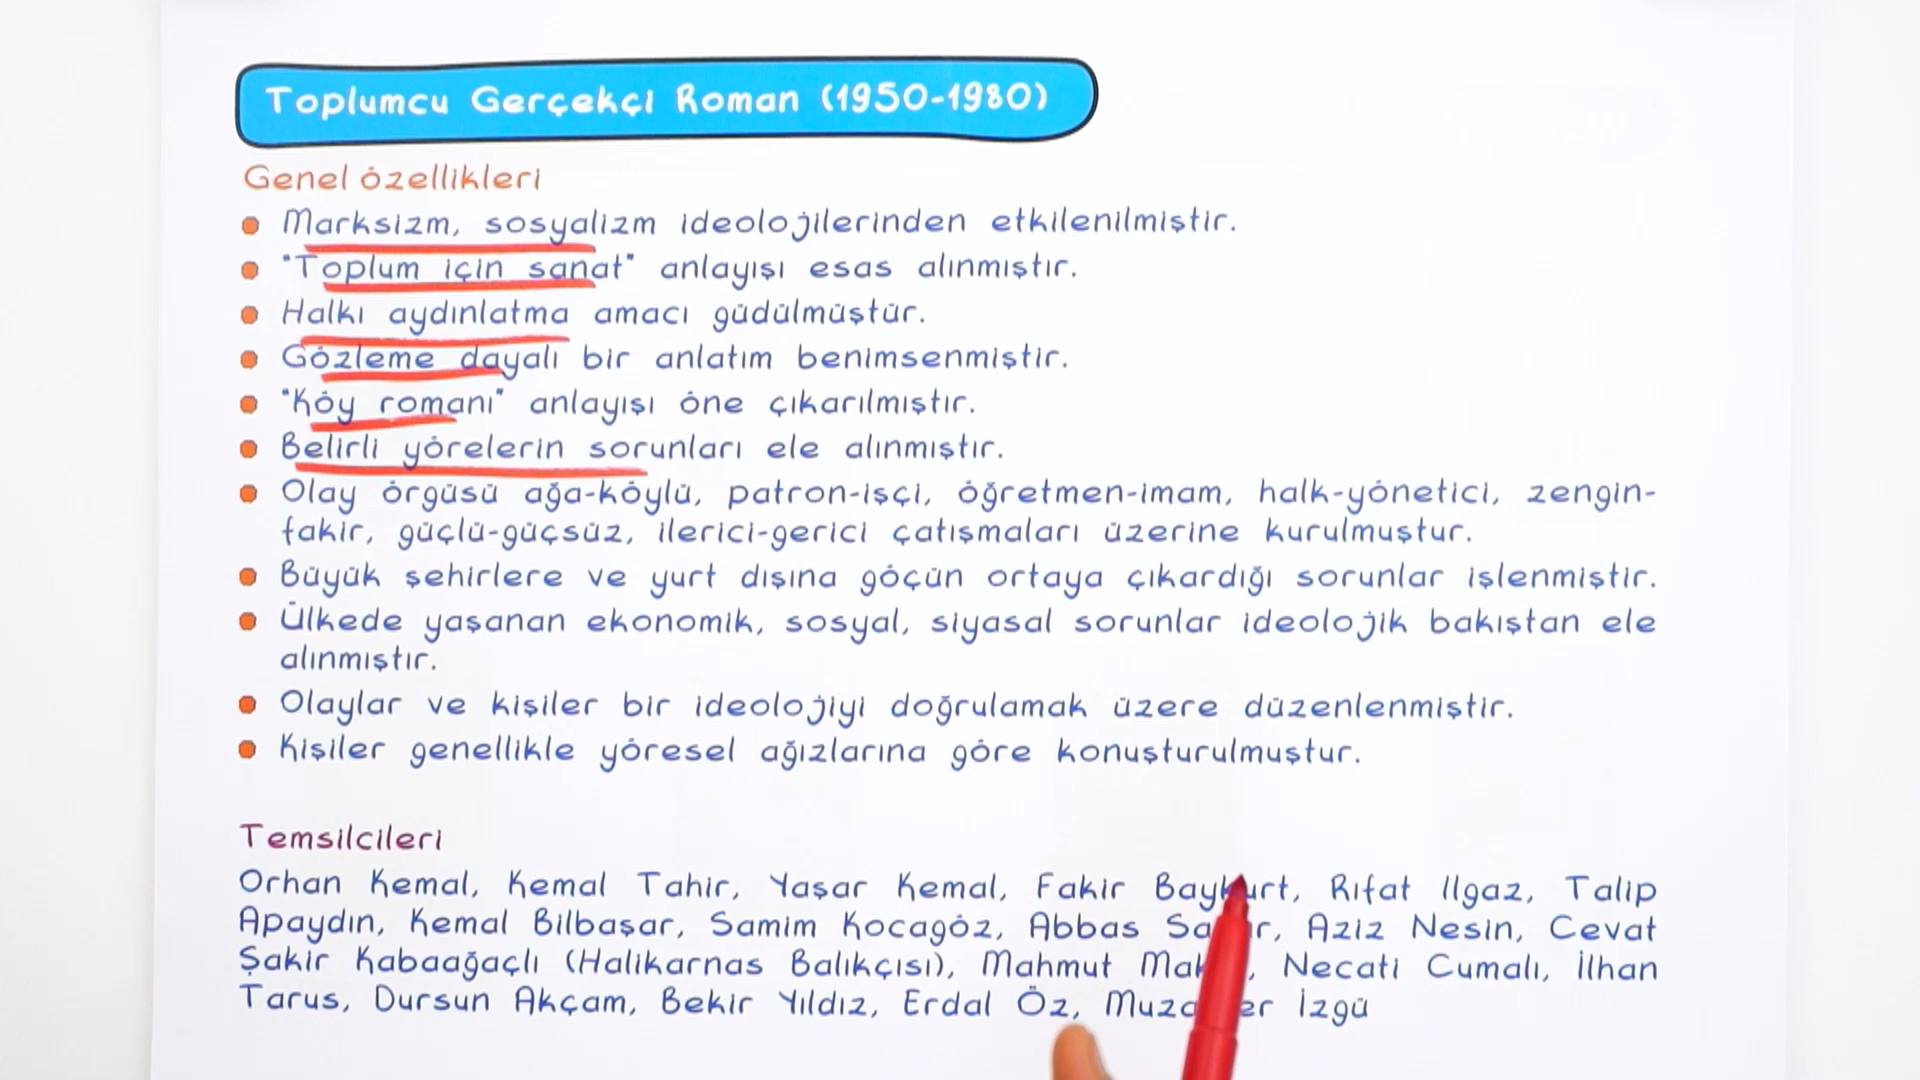 Toplumcu Gerçekçi Roman (1950-1980)
Genel özellikleri
Marksizm, sosyalizm ideolojilerinden etkilenilmiştir.
"Toplum için sanat" anlayışı esas alınmıştır.
Halkı aydınlatma amacı güdülmüştür.
Gözleme dayalı bir anlatım benimsenmiştir.
"Köy romanı" anlayışı öne çıkarılmıştır.
Belirli yörelerin sorunları ele alınmıştır.
Olay örgüsü ağa-köylü, patron-işçi, öğretmen-imam, halk-yönetici, zengin-
fakir, güçlü-güçsüz, ilerici-gerici çatışmaları üzerine kurulmuştur.
Büyük şehirlere ve yurt dışına göçün ortaya çıkardığı sorunlar işlenmiştir.
Ülkede yaşanan ekonomik, sosyal, siyasal sorunlar ideolojik bakıştan ele
alınmıştır.
Olaylar ve kişiler bir ideolojiyi doğrulamak üzere düzenlenmiştir.
Kişiler genellikle yöresel ağızlarına göre konuşturulmuştur.
Temsilcileri
Orhan Kemal, Kemal Tahir, Yaşar Kemal, Fakir Baykurt, Rıfat Ilgaz, Talip
Apaydın, Kemal Bilbaşar, Samim Kocagöz, Abbas Aziz Nesin, Cevat
Şakir Kabaağaçlı (Halikarnas Balıkçısı), Mahmut Necati Cumalı, İlhan
Tarus, Dursun Akçam, Bekir Yıldız, Erdal Öz, İzgü